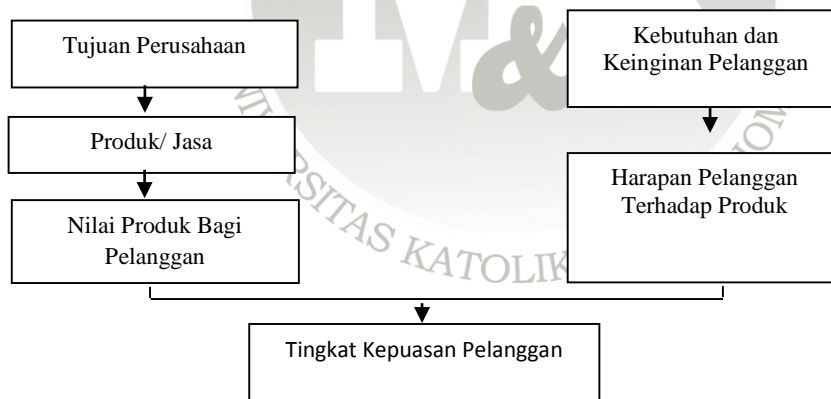 Tujuan Perusahaan
Produk/ Jasa
Nilai Produk Bagi
Pelanggan
Kebutuhan dan
Keinginan Pelanggan
Harapan Pelanggan
Terhadap Produk
Tingkat Kepuasan Pelanggan
KATOLIK